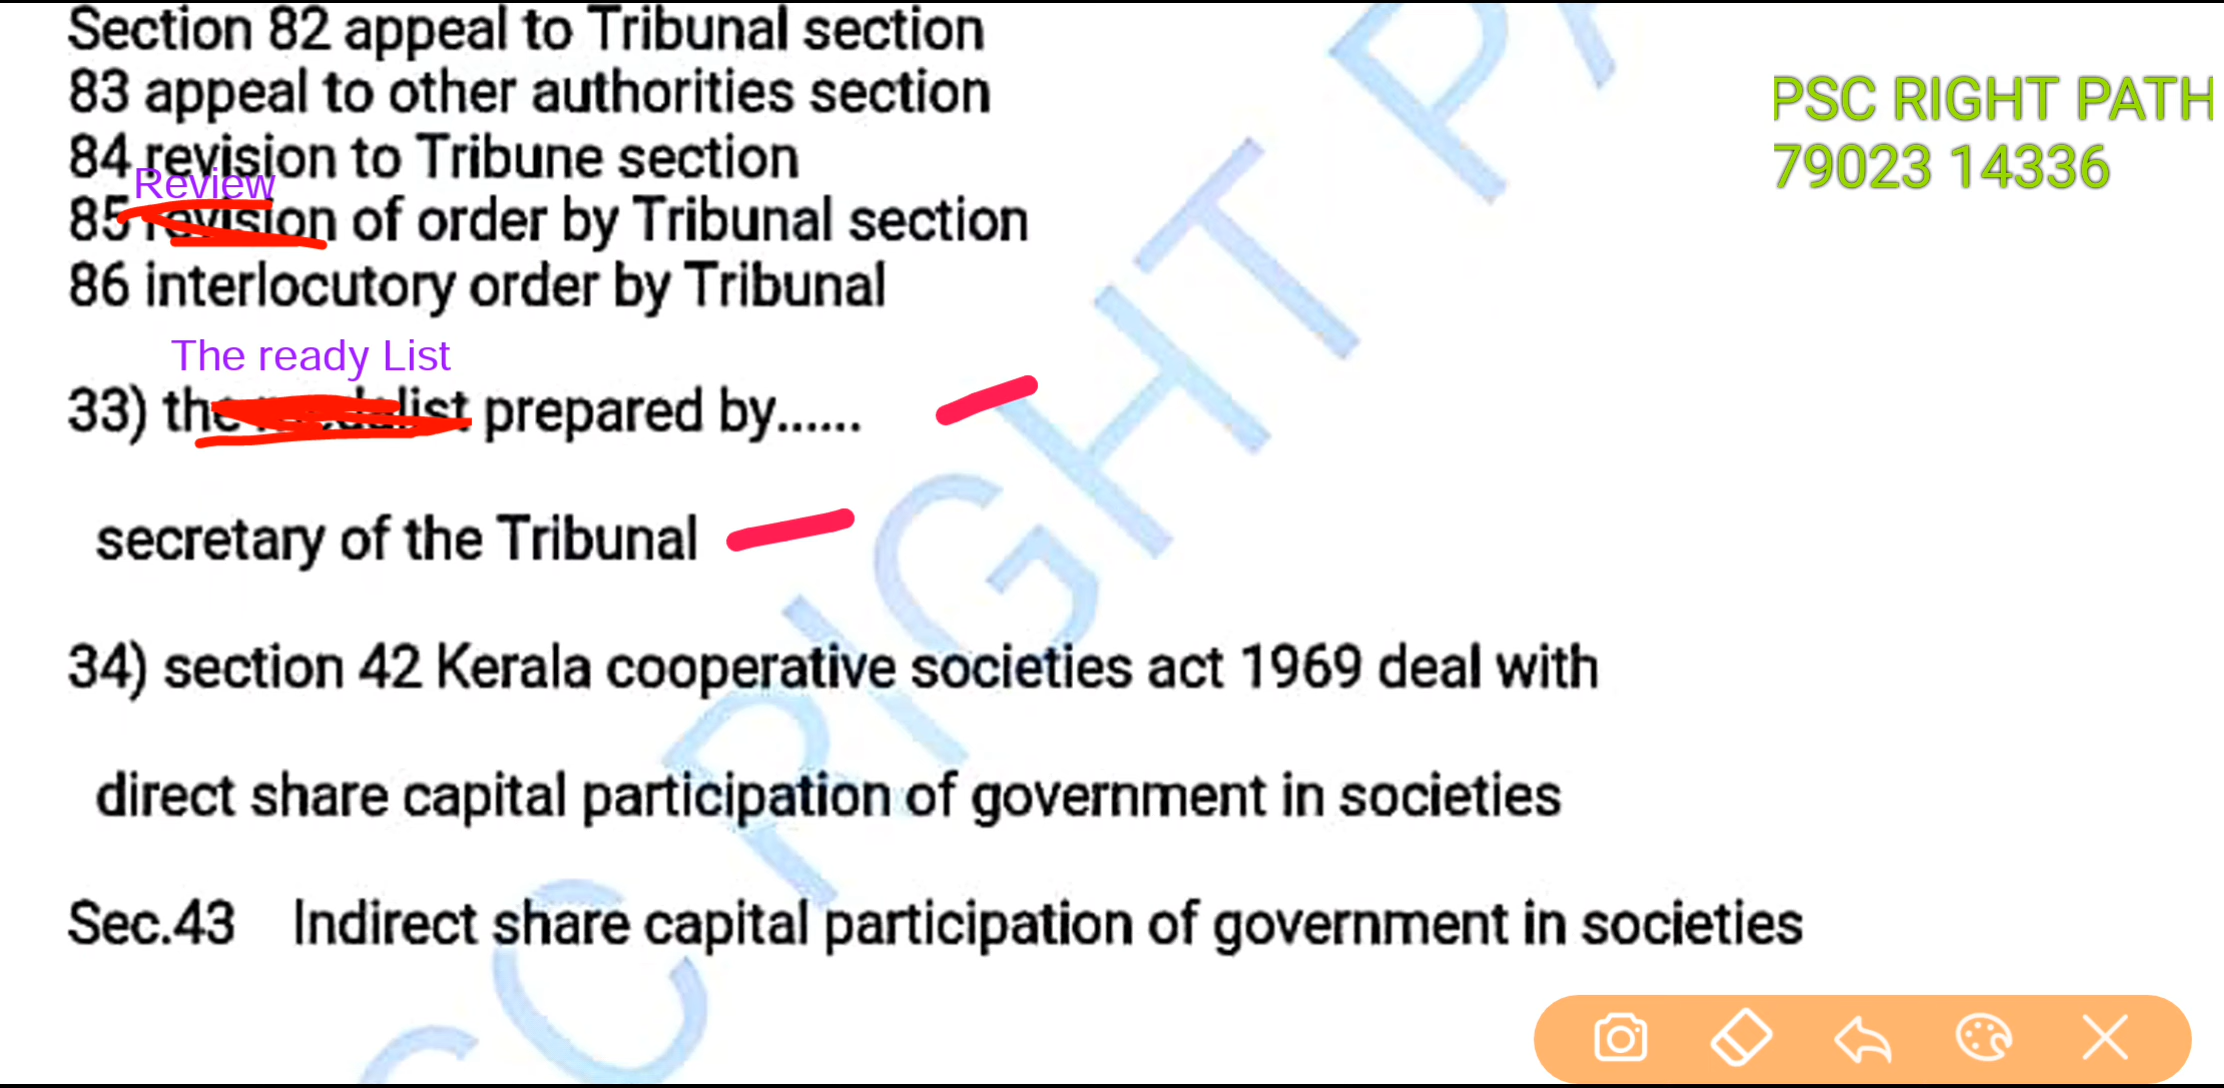 Section 82 appeal to Tribunal section
83 appeal to other authorities section
84 revision to Tribune section
Review
85 revision of order by Tribunal section
86 interlocutory order by Tribunal
The ready List
33) the list prepared by......
secretary of the Tribunal
34) section 42 Kerala cooperative societies act 1969 deal with
direct share capital participation of government in societies
Sec.43 Indirect share capital participation of government in societies
PSC RIGHT PATH
79023 14336
C RIGHT PA